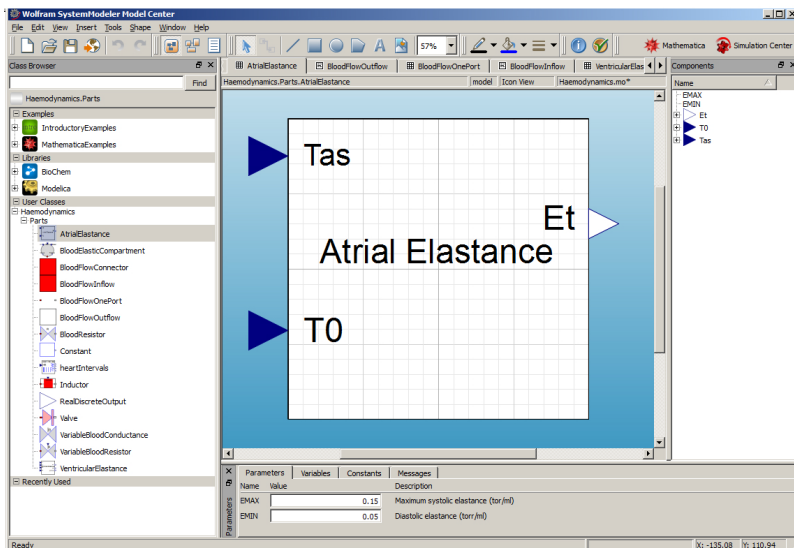 Wolfram SystemModeler Model Center
File Edit View Insert Tools Shape Window Help
57%
Mathematica
Simulation Center
Class Browser
Find
Haemodynamics.Parts
Examples
IntroductoryExamples
MathematicaExamples
Libraries
BioChem
Modelica
User Classes
Haemodynamics
Parts
AtrialElastance
BloodElasticCompartment
BloodFlowConnector
BloodFlowInflow
BloodFlowOnePort
BloodFlowOutflow
BloodResistor
Constant
heartIntervals
Inductor
RealDiscreteOutput
Valve
VariableBloodConductance
VariableBloodResistor
VentricularElastance
Recently Used
AtrialElastance BloodFlowOutflow BloodFlowOnePort BloodFlowInflow VentricularElas
Haemodynamics.Parts.AtrialElastance model Icon View Haemodynamics.mo*
Tas
Et
Atrial Elastance
T0
Components
Name
EMAX
EMIN
Et
T0
Tas
Parameters Variables Constants Messages
Name Value Description
EMAX 0.15 Maximum systolic elastance (tor/ml)
EMIN 0.05 Diastolic elastance (torr/ml)
Parameters
Ready
X: -135.08 Y: 110.94